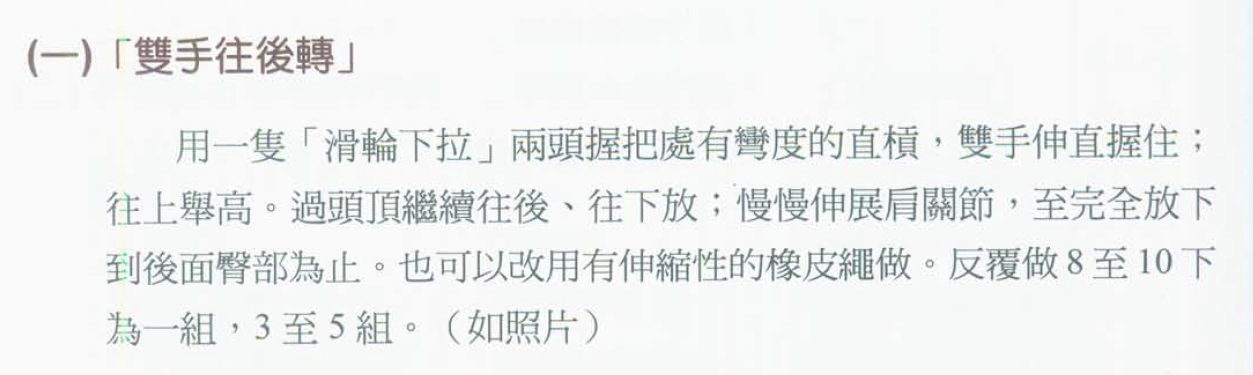 (一)「雙手往後轉」
用一隻「滑輪下拉」兩頭握把處有彎度的直槓，雙手伸直握住；
往上舉高。過頭頂繼續往後、往下放；慢慢伸展肩關節，至完全放下
到後面臀部為止。也可以改用有伸縮性的橡皮繩做。反覆做 8 至 10 下
為一組，3 至 5 組。（如照片）